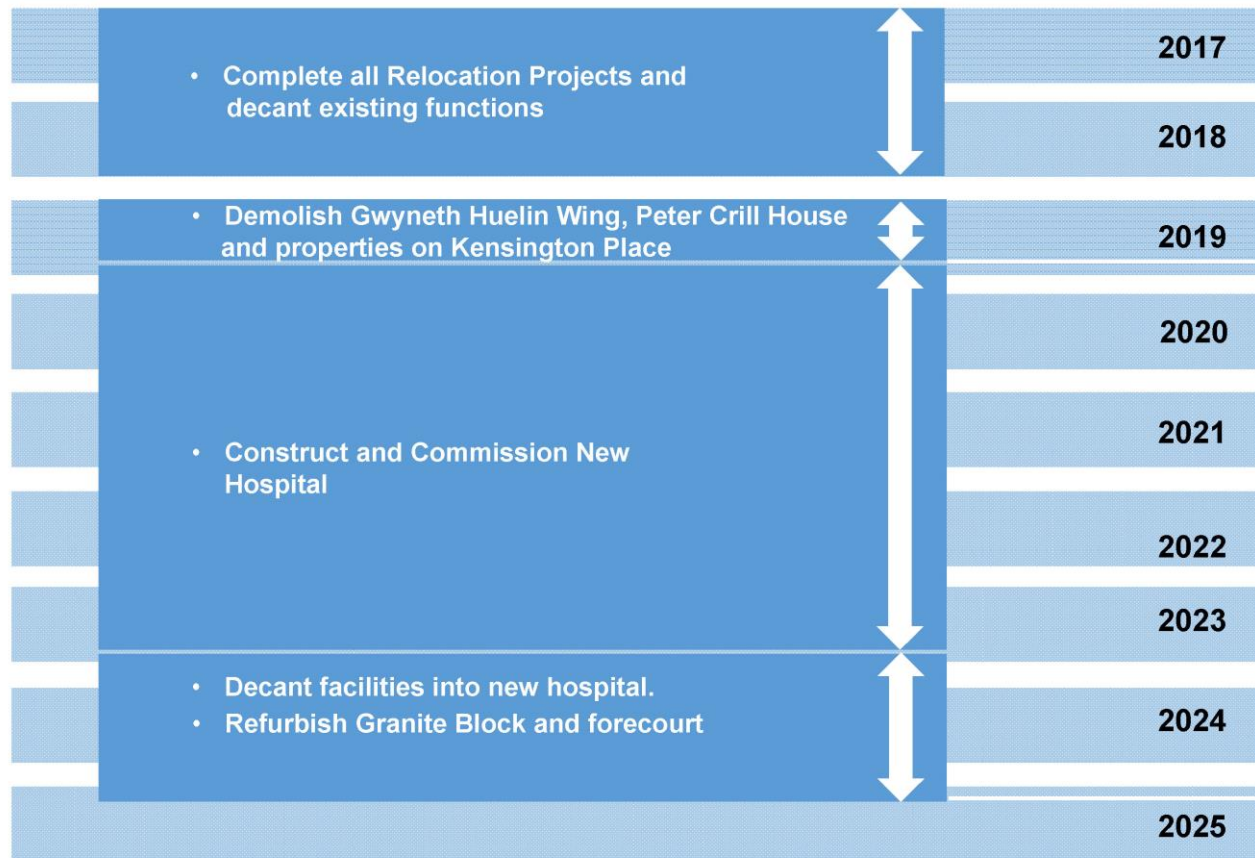 • Complete all Relocation Projects and
decant existing functions
2017
2018
• Demolish Gwyneth Huelin Wing, Peter Crill House
and properties on Kensington Place
2019
2020
• Construct and Commission New
Hospital
2021
2022
2023
• Decant facilities into new hospital.
• Refurbish Granite Block and forecourt
2024
2025